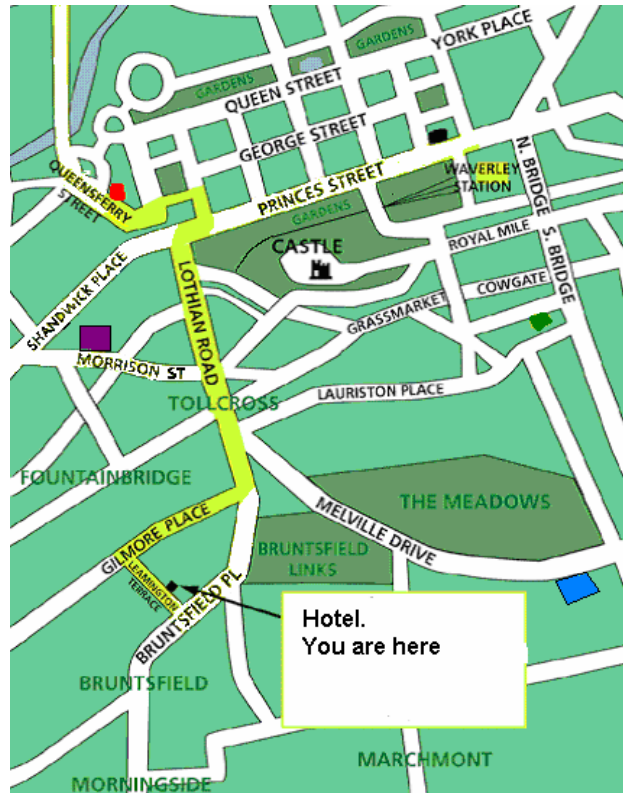 GARDENS
YORK PLACE
GARDENS
QUEEN STREET
GEORGE STREET
QUEENSFERRY
STREET
PRINCES STREET
WAVERLEY
STATION
N. BRIDGE
S. BRIDGE
GARDENS
CASTLE
ROYAL MILE
SHANDWICK PLACE
LOTHIAN ROAD
COWGATE
GRASSMARKET
MORRISON ST
LAURISTON PLACE
TOLLCROSS
FOUNTAINBRIDGE
THE MEADOWS
MELVILLE DRIVE
GILMORE PLACE
BRUNTSFIELD
LINKS
LEAMINGTON
TERRACE
BRUNTSFIELD PL
Hotel.
You are here
BRUNTSFIELD
MARCHMONT
MORNINGSIDE